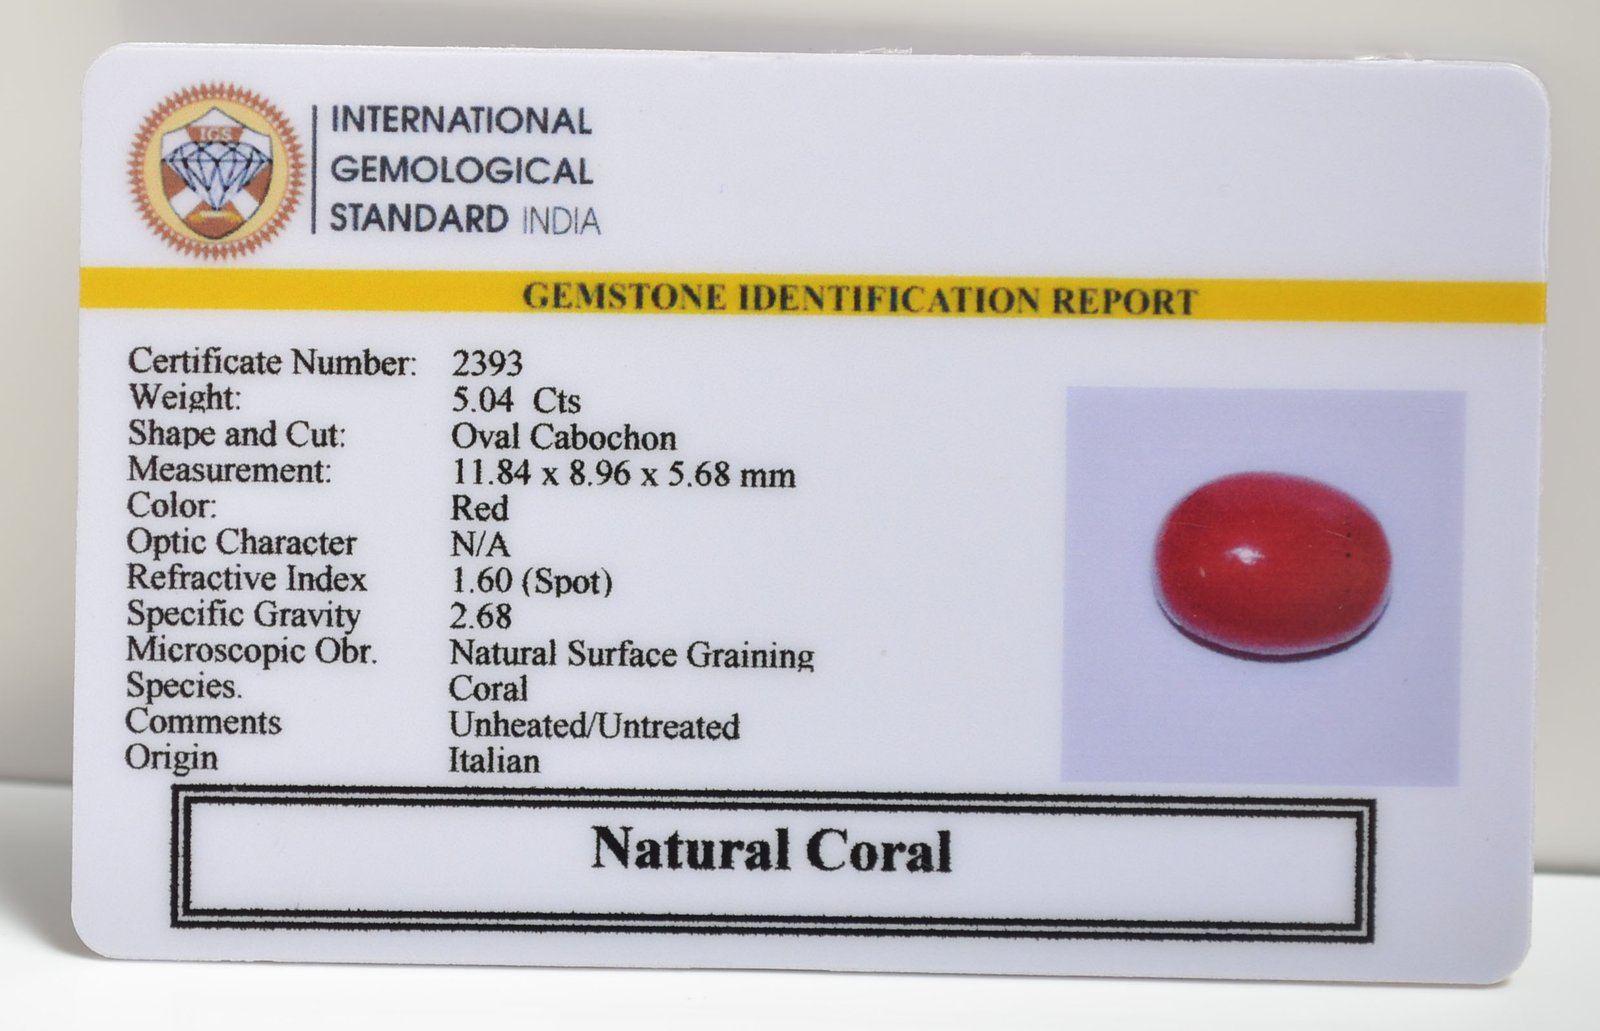 IGS
INTERNATIONAL
GEMOLOGICAL
STANDARD INDIA
GEMSTONE IDENTIFICATION REPORT
Certificate Number: 2393
Weight: 5.04 Cts
Shape and Cut: Oval Cabochon
Measurement: 11.84 x 8.96 x 5.68 mm
Color: Red
Optic Character N/A
Refractive Index 1.60 (Spot)
Specific Gravity 2.68
Microscopic Obr. Natural Surface Graining
Species. Coral
Comments Unheated/Untreated
Origin Italian
Natural Coral